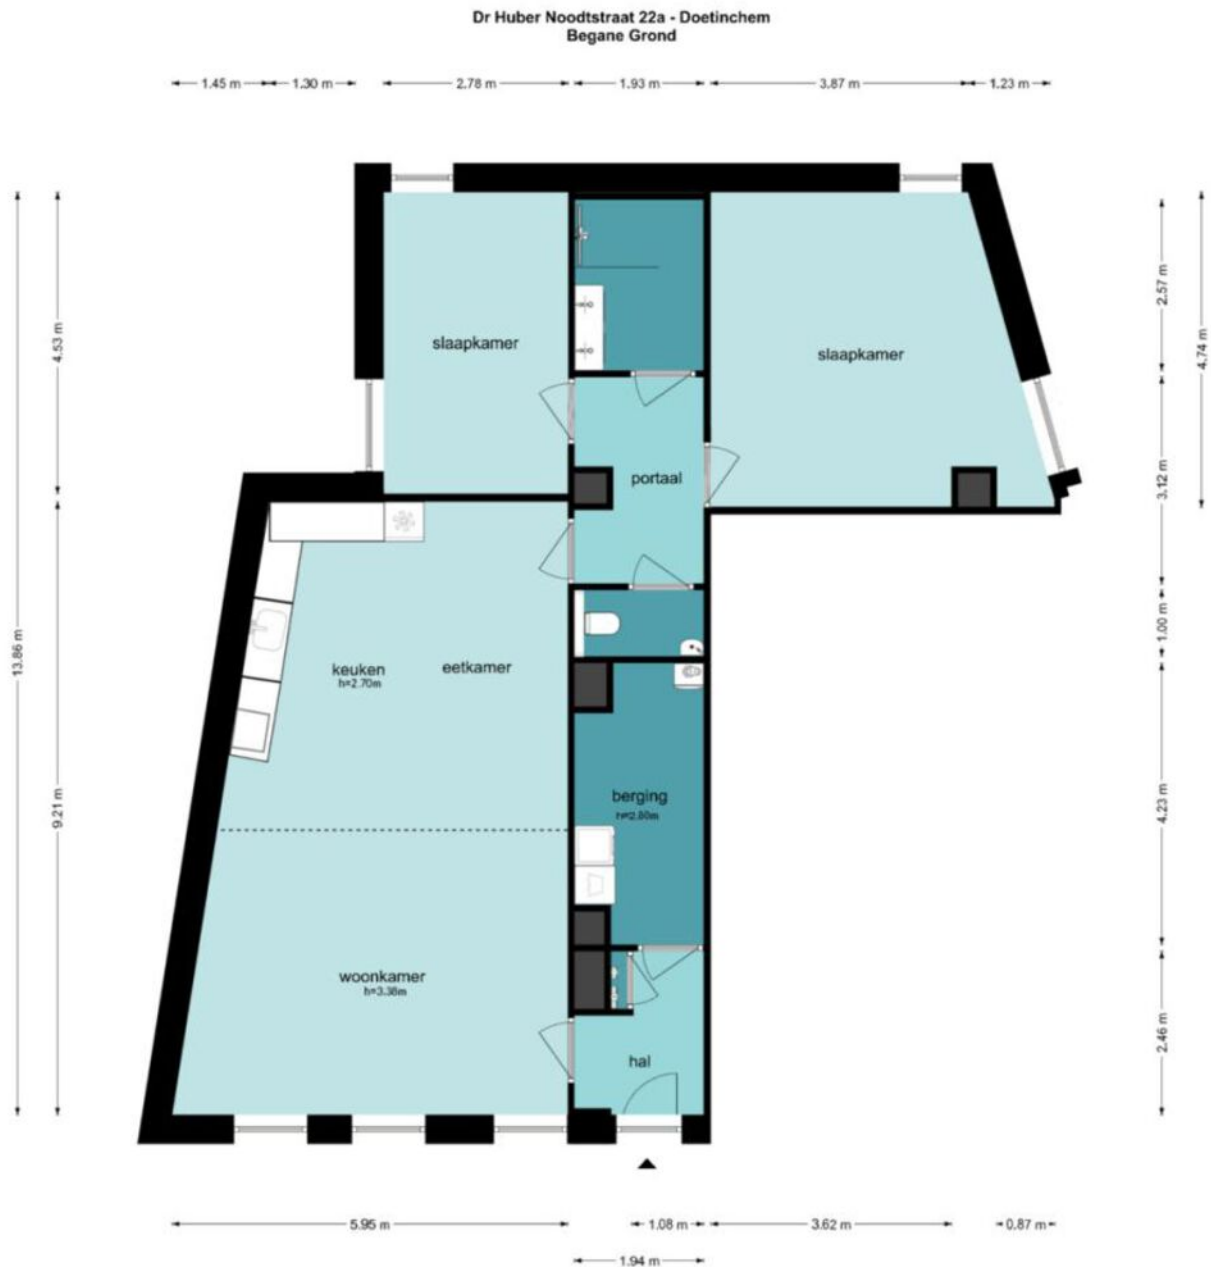 Dr Huber Noodtstraat 22a - Doetinchem
Begane Grond
1.45 m
1.30 m
2.78 m
1.93 m
3.87 m
1.23 m
13.86 m
4.53 m
9.21 m
2.57 m
3.12 m
1.00 m
4.23 m
2.46 m
4.74 m
slaapkamer
slaapkamer
portaal
keuken
h=2.70m
eetkamer
berging
h=2.80m
woonkamer
h=3.38m
hal
5.95 m
1.08 m
3.62 m
0.87 m
1.94 m